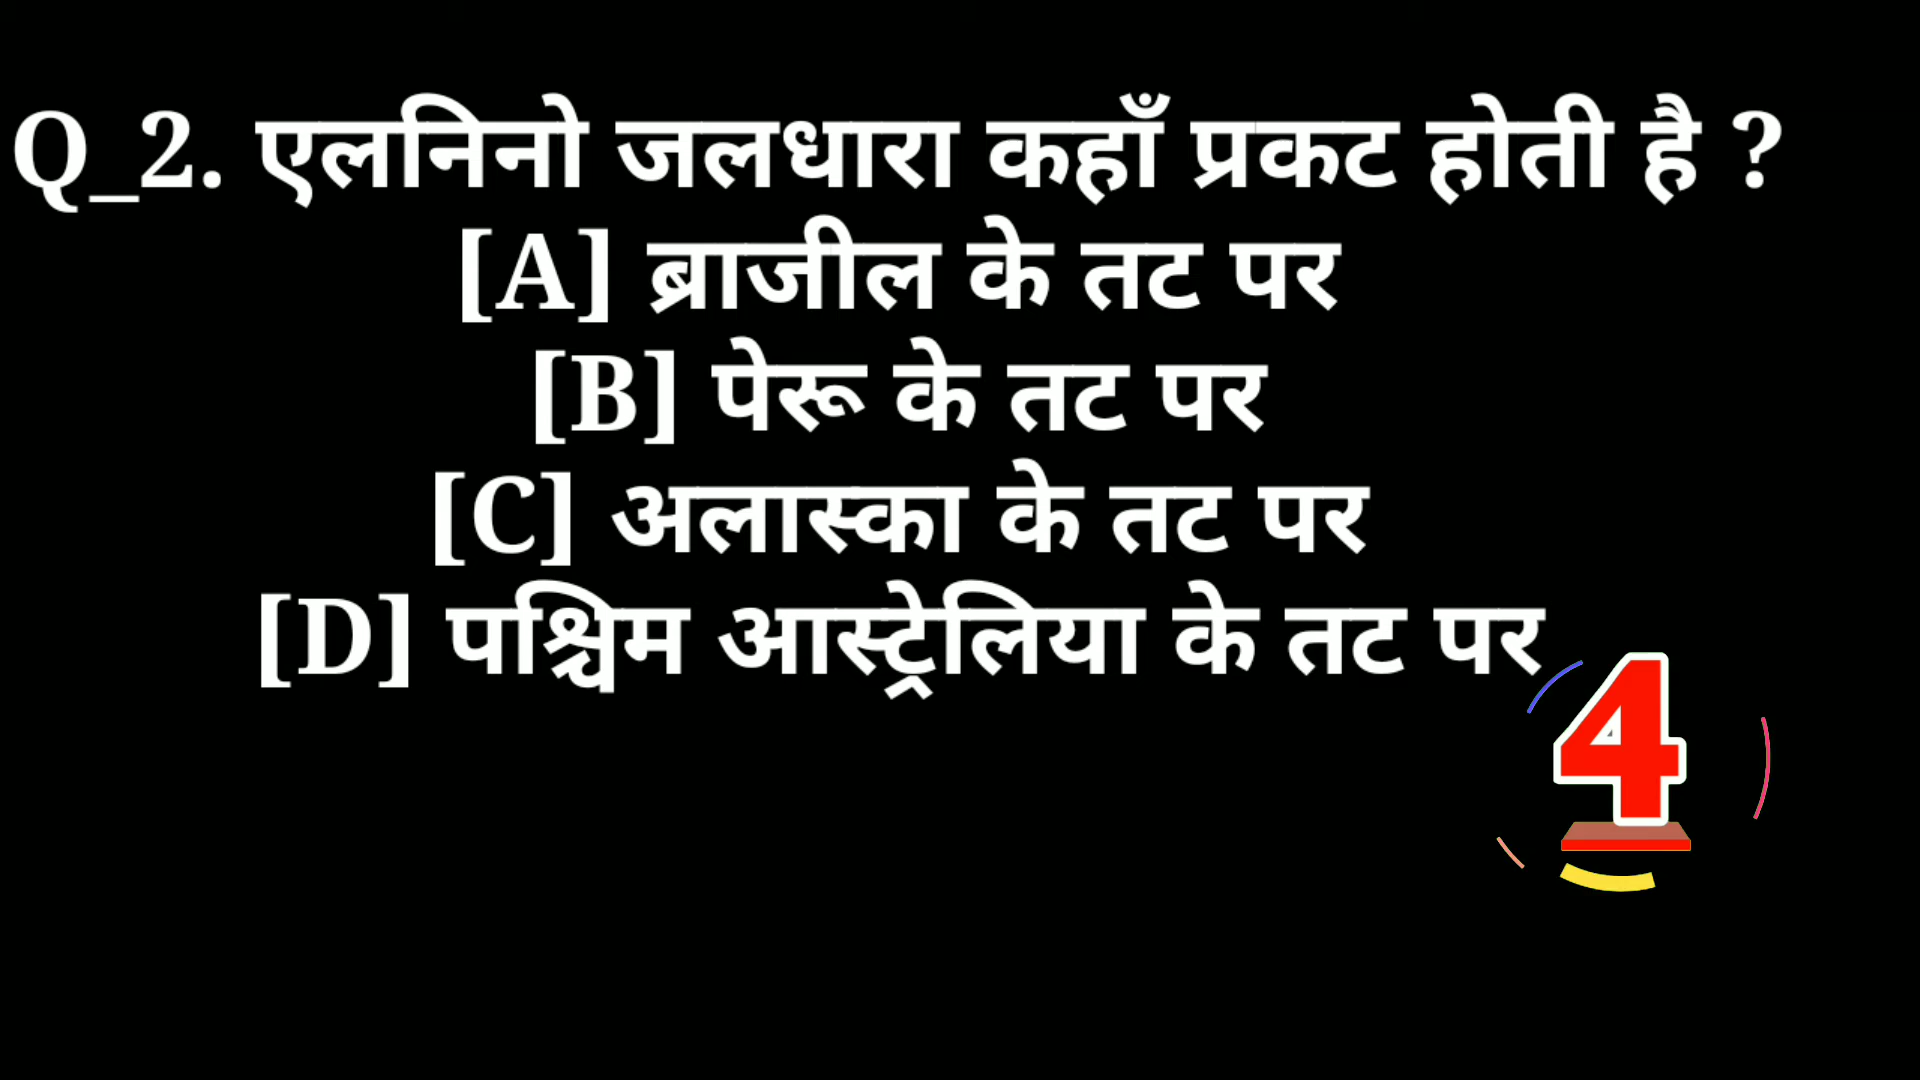 Q_2. एलनिनो जलधारा कहाँ प्रकट होती है ?
[A] ब्राजील के तट पर
[B] पेरू के तट पर
[C] अलास्का के तट पर
[D] पश्चिम आस्ट्रेलिया के तट पर
4